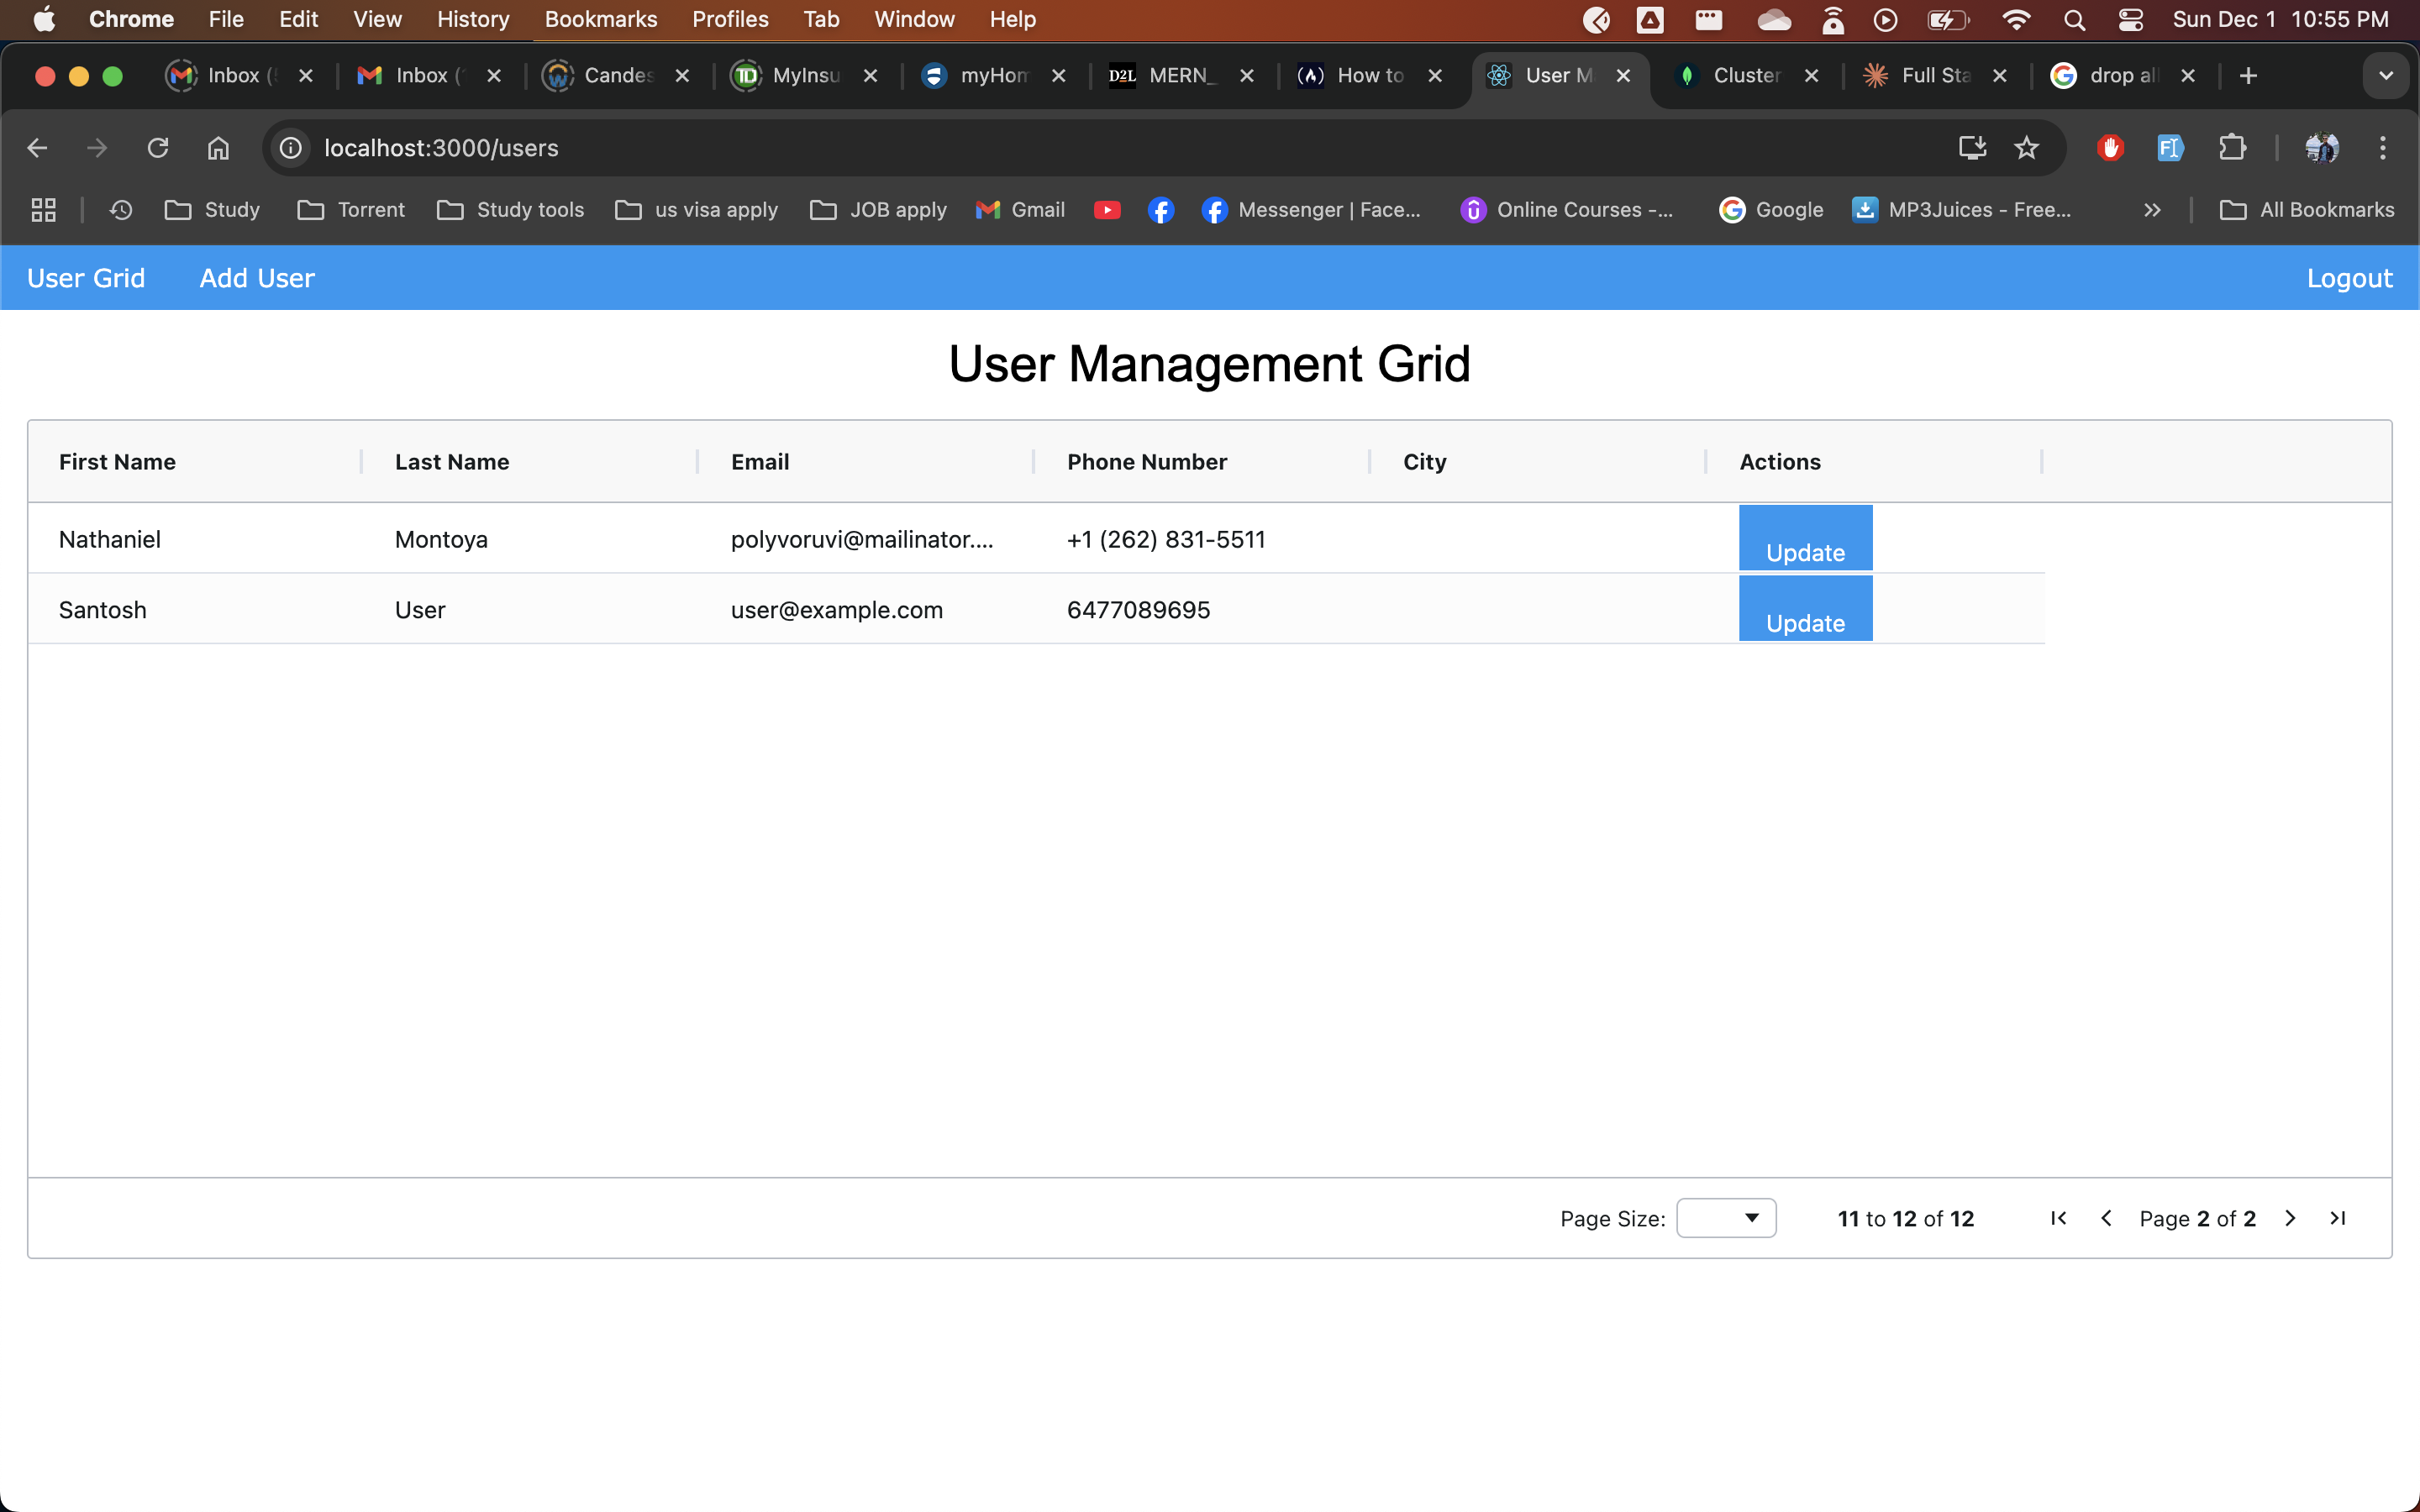 Chrome File Edit View History Bookmarks Profiles Tab Window Help Sun Dec 1 10:55 PM
Inbox ( Inbox ( Candes MyInsu myHom D2L MERN_ How to User M Cluster Full Sta drop all
localhost:3000/users
Study Torrent Study tools us visa apply JOB apply Gmail Messenger | Face... Online Courses -... Google MP3Juices - Free... All Bookmarks
User Grid Add User Logout
User Management Grid
First Name Last Name Email Phone Number City Actions
Nathaniel Montoya polyvoruvi@mailinator.... +1 (262) 831-5511 Update
Santosh User user@example.com 6477089695 Update
Page Size: 11 to 12 of 12 Page 2 of 2